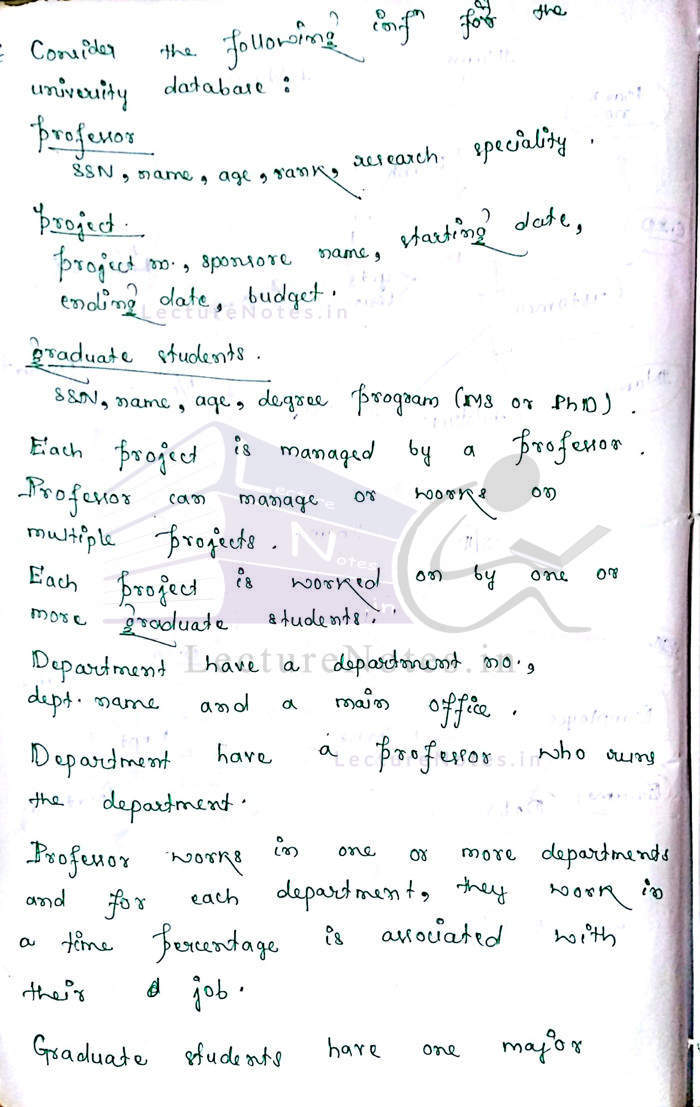 Consider the following infn for the
university database :
Professor
SSN, name, age, rank, research speciality.
Project.
project no., sponsore name, starting date,
ending date, budget.
LectureNotes.in
graduate students.
SSN, name, age, degree program (MS or PhD).
Each project is managed by a professor.
Professor can manage or works on
multiple projects.
Each project is worked on by one or
more graduate students.
LectureNotes.in
Department have a department no.,
dept. name and a main office.
Department have a professor who runs
LectureNotes.in
the department.
Professor works in one or more departments
and for each department, they work in
a time percentage is associated with
their job.
Graduate students have one major